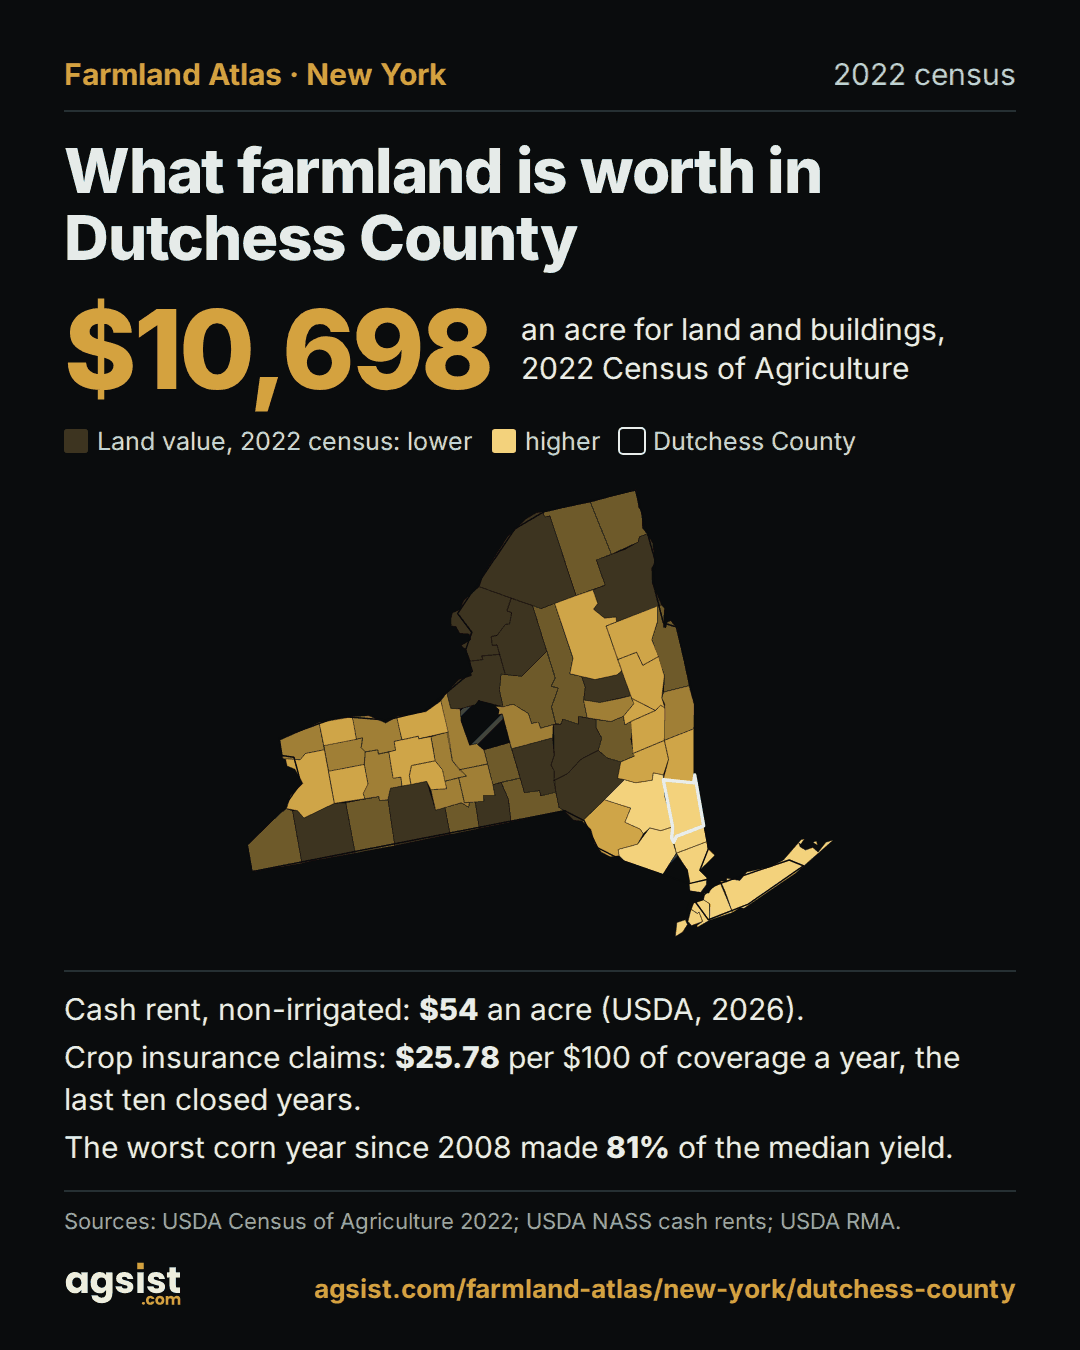 Farmland Atlas · New York
2022 census
What farmland is worth in
Dutchess County
$10,698
an acre for land and buildings,
2022 Census of Agriculture
Land value, 2022 census: lower
higher
Dutchess County
Cash rent, non-irrigated: $54 an acre (USDA, 2026).
Crop insurance claims: $25.78 per $100 of coverage a year, the
last ten closed years.
The worst corn year since 2008 made 81% of the median yield.
Sources: USDA Census of Agriculture 2022; USDA NASS cash rents; USDA RMA.
agsist
.com
agsist.com/farmland-atlas/new-york/dutchess-county